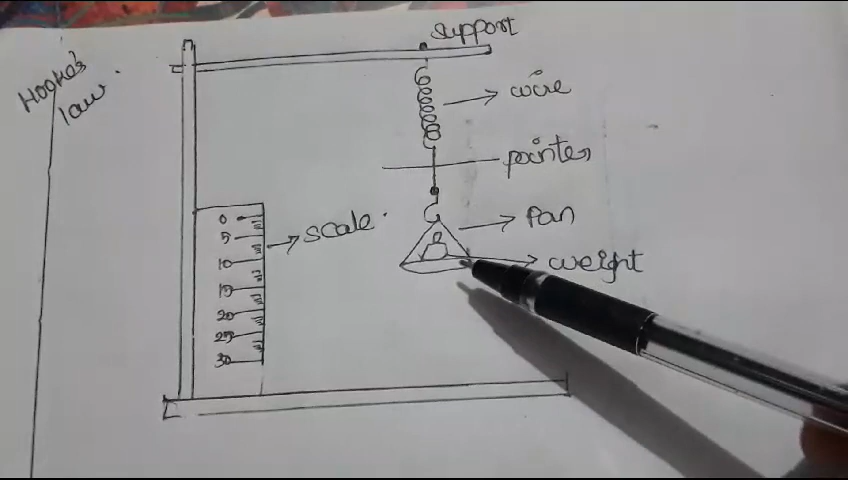 Hooke's
law.
support
wire
pointer
Pan
weight
scale.
0
5
10
15
20
25
30